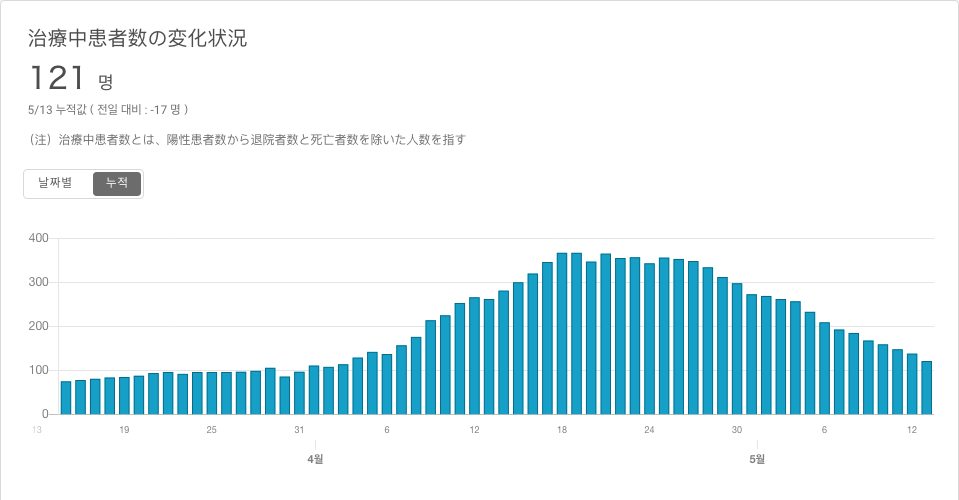 治療中患者数の変化状況
121 명
5/13 누적값 ( 전일 대비 : -17 명 )
（注）治療中患者数とは、陽性患者数から退院者数と死亡者数を除いた人数を指す
날짜별 누적
400
300
200
100
0
13 19 25 31 6 12 18 24 30 6 12
4월 5월